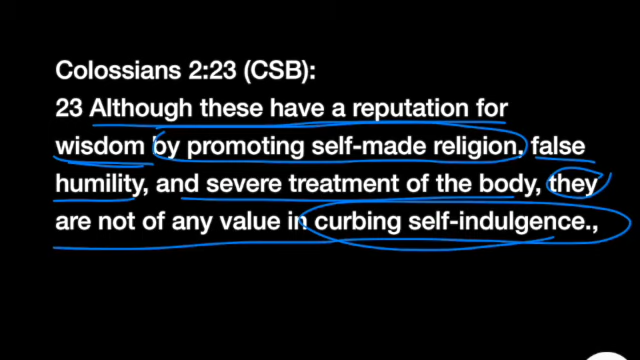 Colossians 2:23 (CSB):
23 Although these have a reputation for
wisdom by promoting self-made religion, false
humility, and severe treatment of the body, they
are not of any value in curbing self-indulgence.,